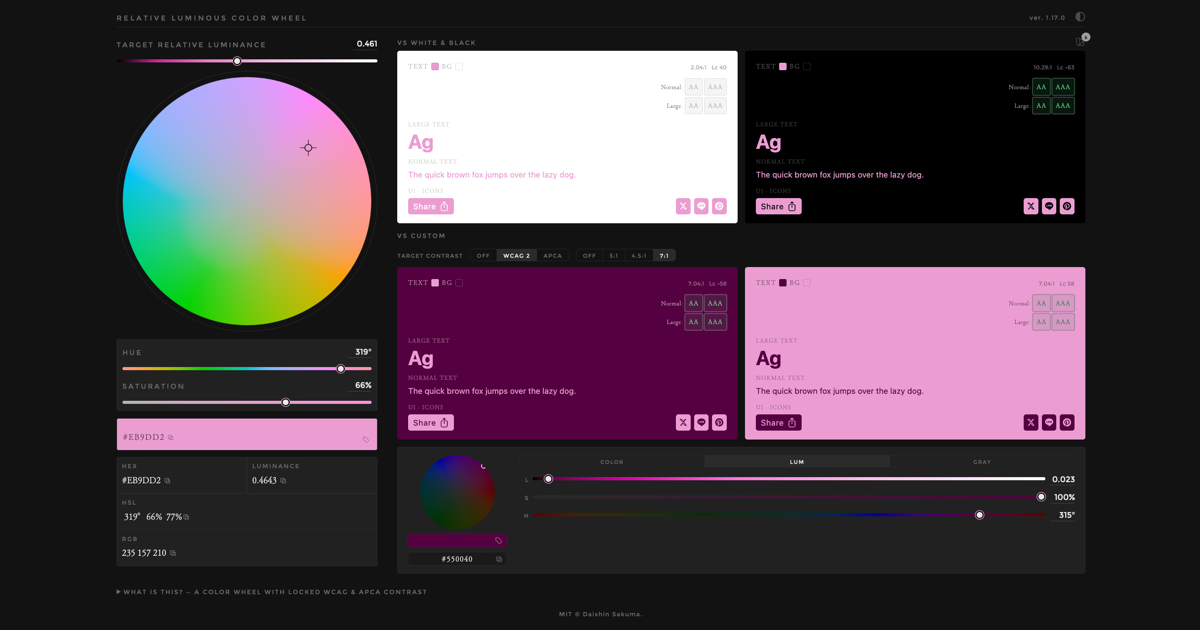 RELATIVE LUMINOUS COLOR WHEEL
ver. 1.17.0
TARGET RELATIVE LUMINANCE 0.461
HUE 319°
SATURATION 66%
#EB9DD2
HEX
#EB9DD2
LUMINANCE
0.4643
HSL
319° 66% 77%
RGB
235 157 210
VS WHITE & BLACK
TEXT BG 2.04:1 Lc 40
Normal AA AAA
Large AA AAA
LARGE TEXT
Ag
NORMAL TEXT
The quick brown fox jumps over the lazy dog.
UI · ICONS
Share
TEXT BG 10.29:1 Lc -63
Normal AA AAA
Large AA AAA
LARGE TEXT
Ag
NORMAL TEXT
The quick brown fox jumps over the lazy dog.
UI · ICONS
Share
VS CUSTOM
TARGET CONTRAST OFF WCAG 2 APCA OFF 3:1 4.5:1 7:1
TEXT BG 7.04:1 Lc -58
Normal AA AAA
Large AA AAA
LARGE TEXT
Ag
NORMAL TEXT
The quick brown fox jumps over the lazy dog.
UI · ICONS
Share
TEXT BG 7.04:1 Lc 58
Normal AA AAA
Large AA AAA
LARGE TEXT
Ag
NORMAL TEXT
The quick brown fox jumps over the lazy dog.
UI · ICONS
Share
COLOR LUM GRAY
L 0.023
S 100%
H 315°
#550040
WHAT IS THIS? — A COLOR WHEEL WITH LOCKED WCAG & APCA CONTRAST
MIT © Daishin Sakuma.